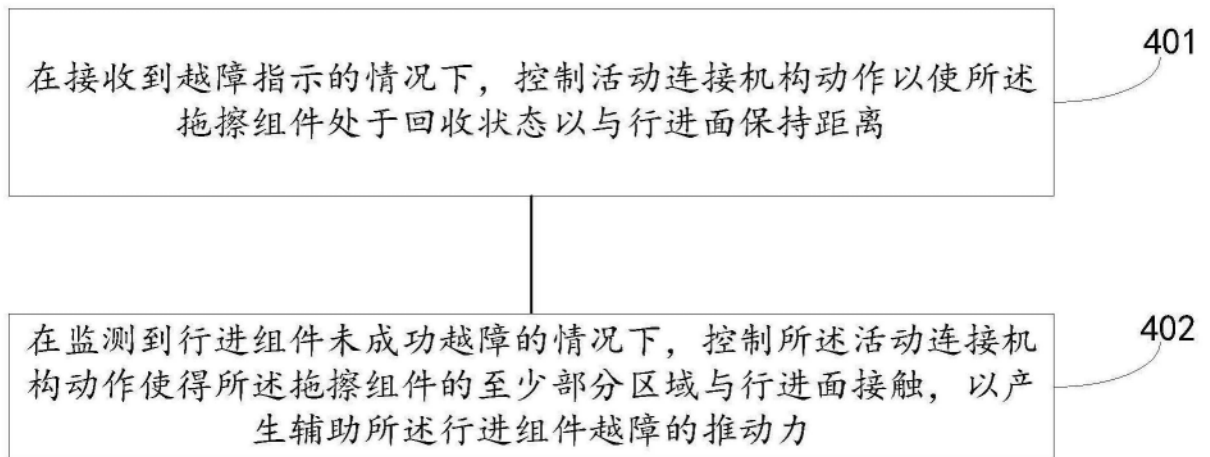 在接收到越障指示的情况下，控制活动连接机构动作以使所述
拖擦组件处于回收状态以与行进面保持距离
401
在监测到行进组件未成功越障的情况下，控制所述活动连接机
构动作使得所述拖擦组件的至少部分区域与行进面接触，以产
生辅助所述行进组件越障的推动力
402